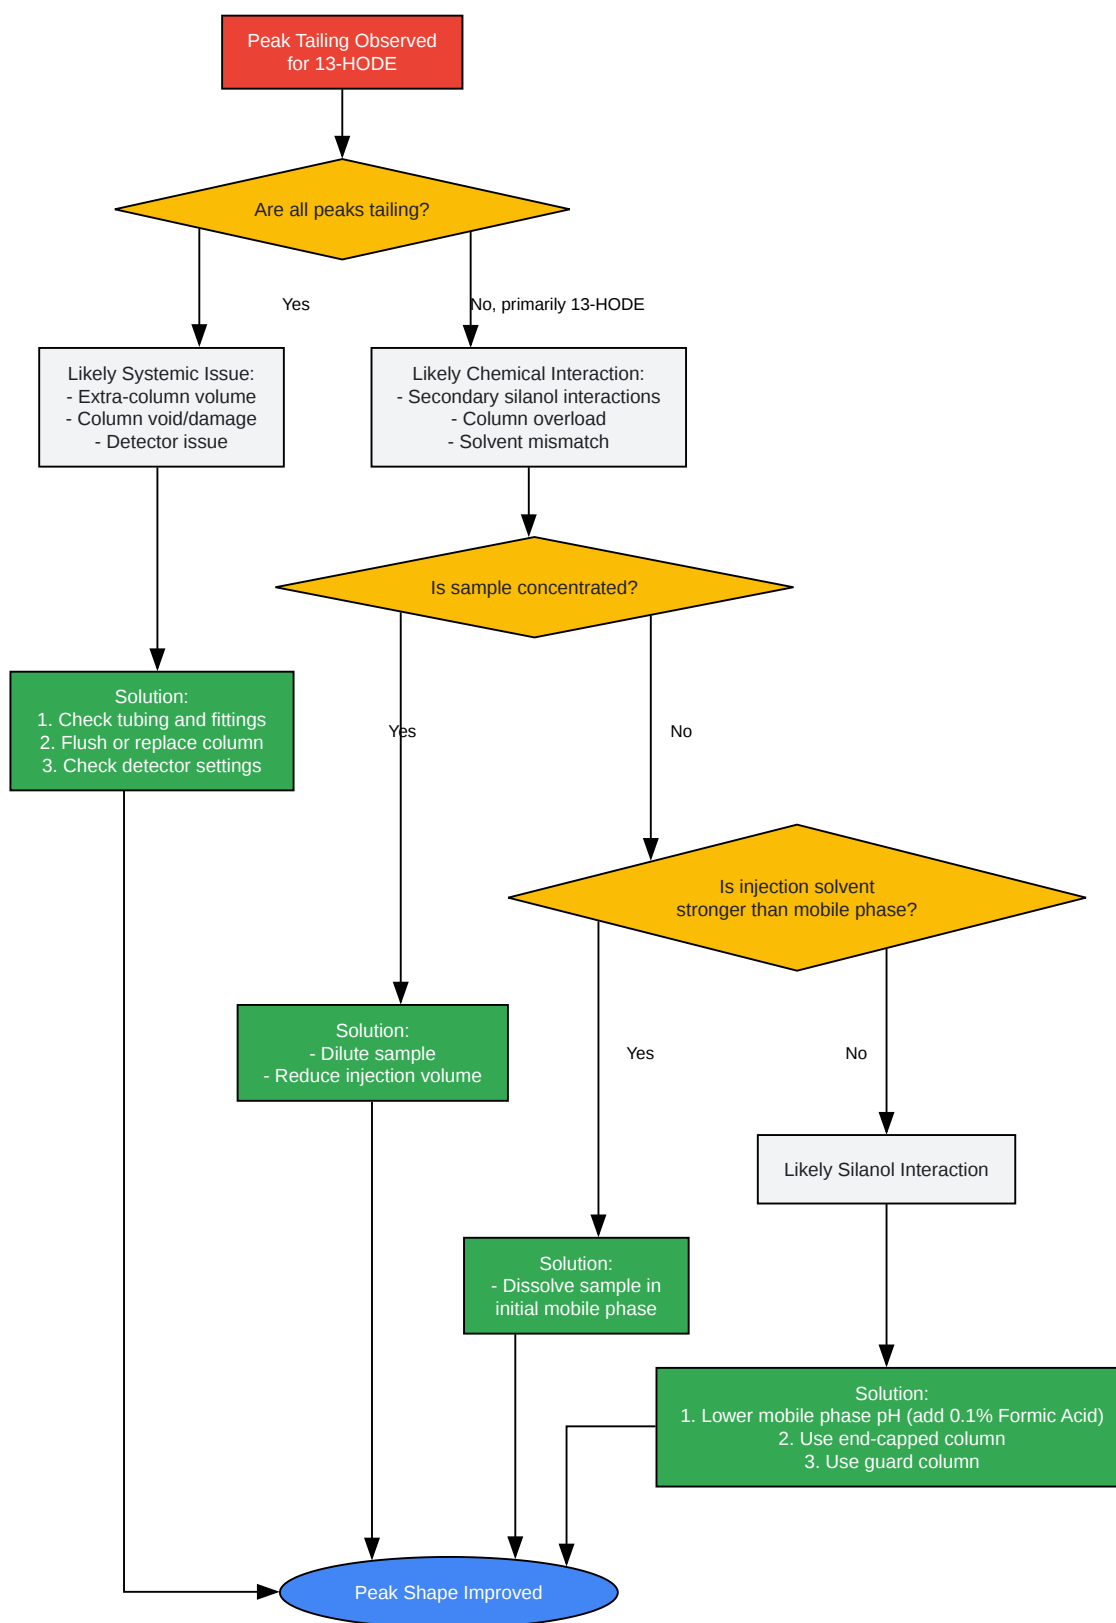 Peak Tailing Observed
for 13-HODE
Are all peaks tailing?
Yes
No, primarily 13-HODE
Likely Systemic Issue:
- Extra-column volume
- Column void/damage
- Detector issue
Likely Chemical Interaction:
- Secondary silanol interactions
- Column overload
- Solvent mismatch
Is sample concentrated?
Solution:
1. Check tubing and fittings
2. Flush or replace column
3. Check detector settings
Yes
No
Is injection solvent
stronger than mobile phase?
Solution:
- Dilute sample
- Reduce injection volume
Yes
No
Likely Silanol Interaction
Solution:
- Dissolve sample in
initial mobile phase
Solution:
1. Lower mobile phase pH (add 0.1% Formic Acid)
2. Use end-capped column
3. Use guard column
Peak Shape Improved